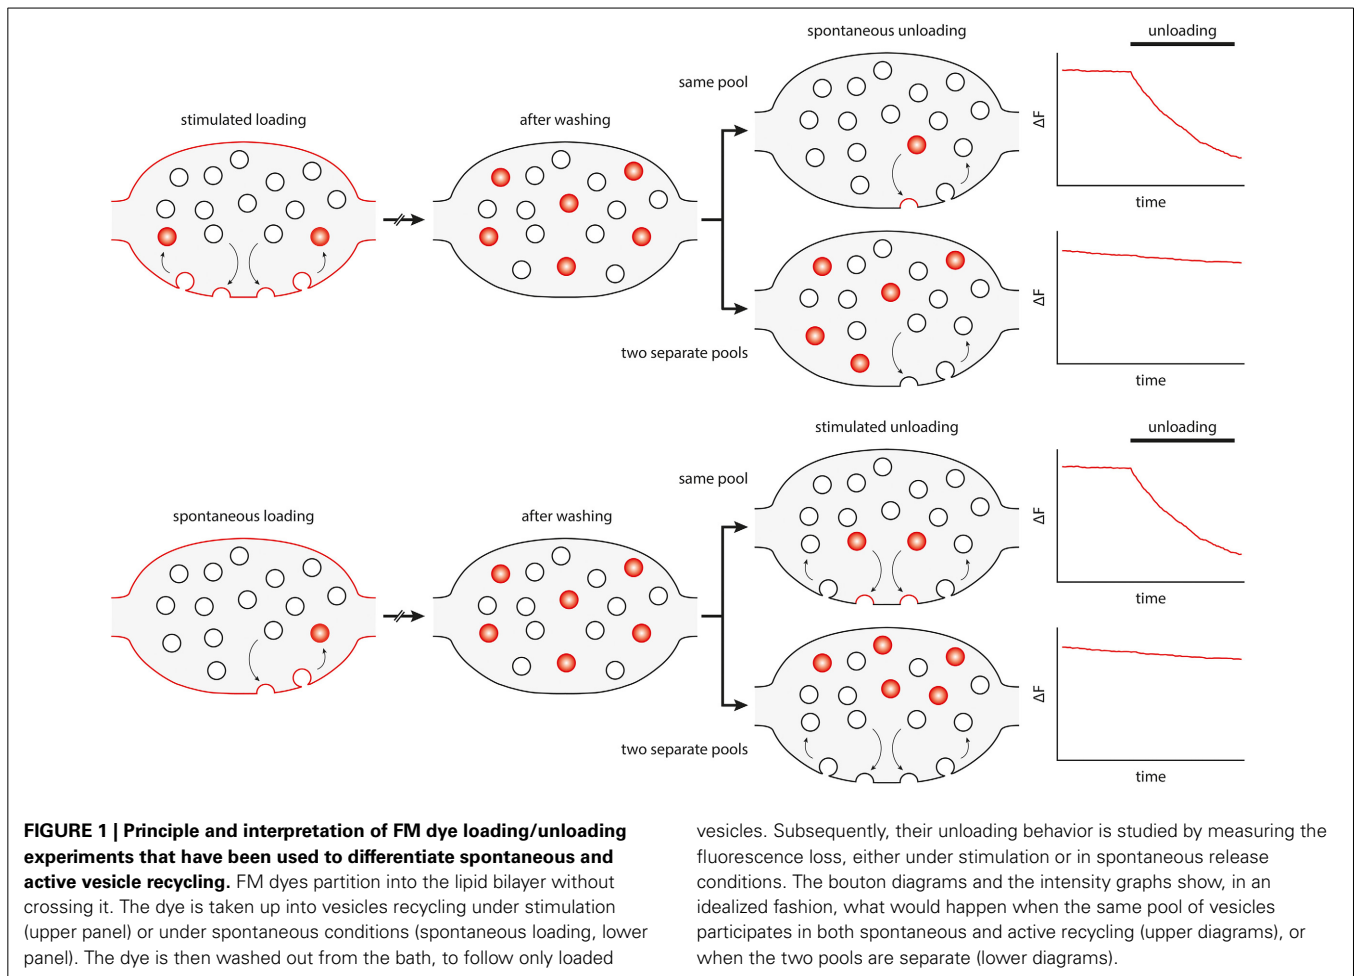 spontaneous unloading
unloading
same pool
ΔF
time
stimulated loading
after washing
two separate pools
ΔF
time
stimulated unloading
unloading
same pool
ΔF
time
spontaneous loading
after washing
two separate pools
ΔF
time
FIGURE 1 | Principle and interpretation of FM dye loading/unloading
experiments that have been used to differentiate spontaneous and
active vesicle recycling. FM dyes partition into the lipid bilayer without
crossing it. The dye is taken up into vesicles recycling under stimulation
(upper panel) or under spontaneous conditions (spontaneous loading, lower
panel). The dye is then washed out from the bath, to follow only loaded
vesicles. Subsequently, their unloading behavior is studied by measuring the
fluorescence loss, either under stimulation or in spontaneous release
conditions. The bouton diagrams and the intensity graphs show, in an
idealized fashion, what would happen when the same pool of vesicles
participates in both spontaneous and active recycling (upper diagrams), or
when the two pools are separate (lower diagrams).